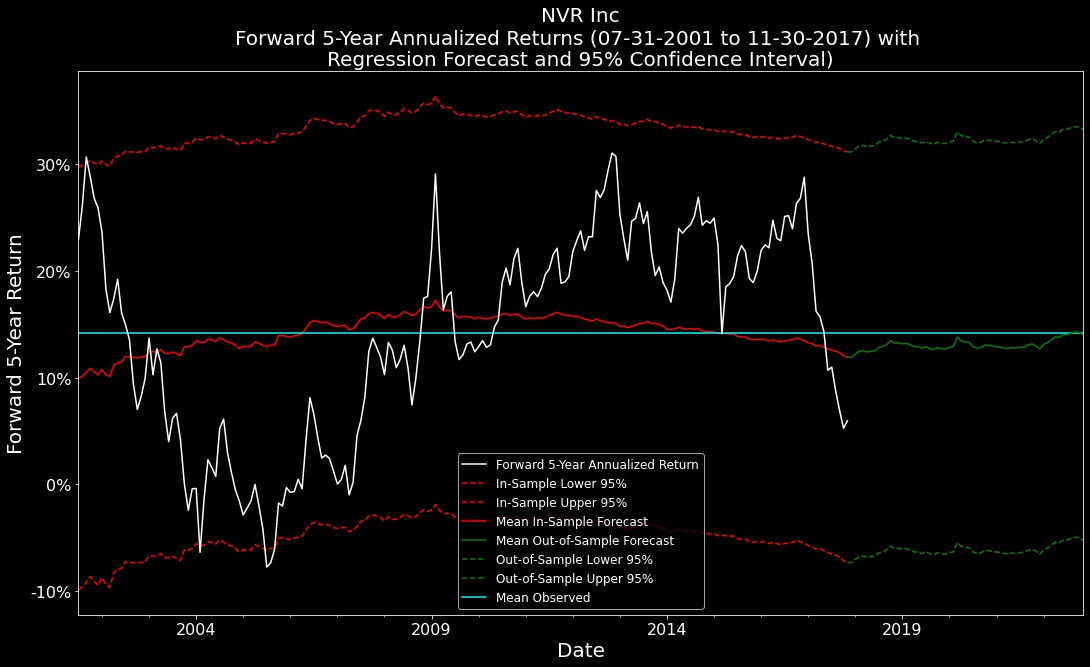 NVR Inc
Forward 5-Year Annualized Returns (07-31-2001 to 11-30-2017) with
Regression Forecast and 95% Confidence Interval)
Forward 5-Year Return
30%
20%
10%
0%
-10%
Forward 5-Year Annualized Return
In-Sample Lower 95%
In-Sample Upper 95%
Mean In-Sample Forecast
Mean Out-of-Sample Forecast
Out-of-Sample Lower 95%
Out-of-Sample Upper 95%
Mean Observed
2004
2009
2014
2019
Date